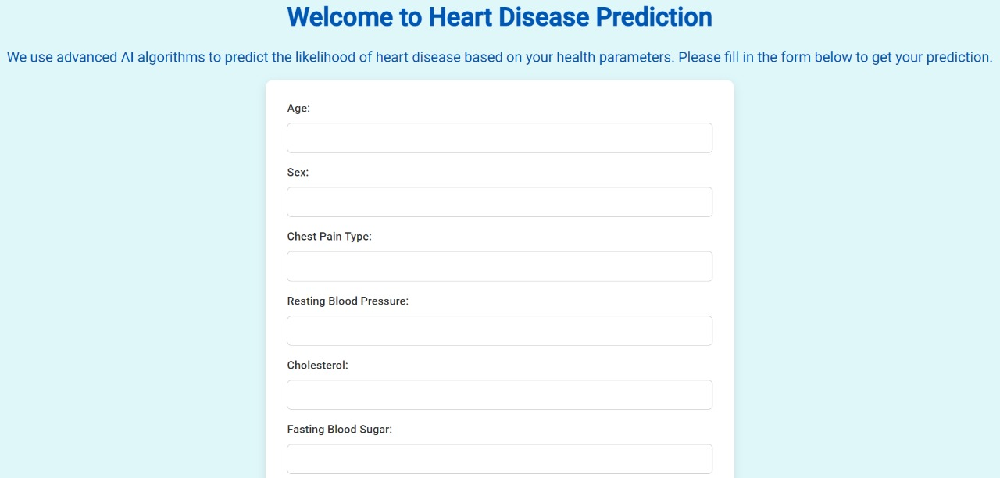 Welcome to Heart Disease Prediction
We use advanced AI algorithms to predict the likelihood of heart disease based on your health parameters. Please fill in the form below to get your prediction.
Age:
Sex:
Chest Pain Type:
Resting Blood Pressure:
Cholesterol:
Fasting Blood Sugar: